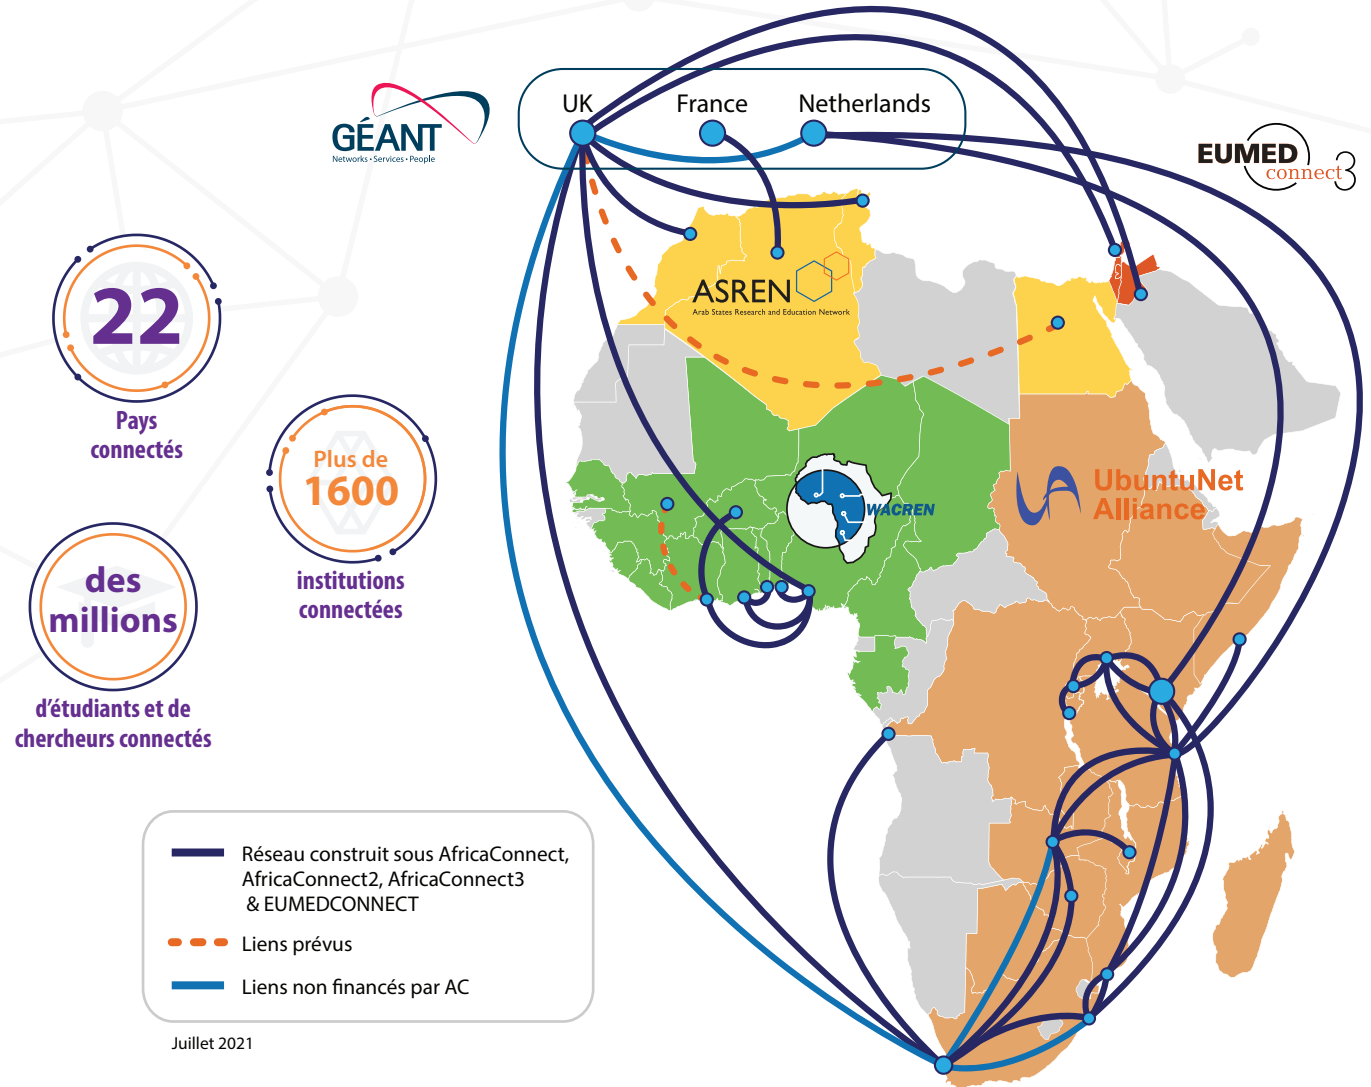 UK
France
Netherlands
GÉANT
Networks • Services • People
EUMED
connect3
ASREN
Arab States Research and Education Network
22
Pays
connectés
Plus de
1600
institutions
connectées
des
millions
d'étudiants et de
chercheurs connectés
WACREN
UbuntuNet
Alliance
Réseau construit sous AfricaConnect,
AfricaConnect2, AfricaConnect3
& EUMEDCONNECT
Liens prévus
Liens non financés par AC
Juillet 2021